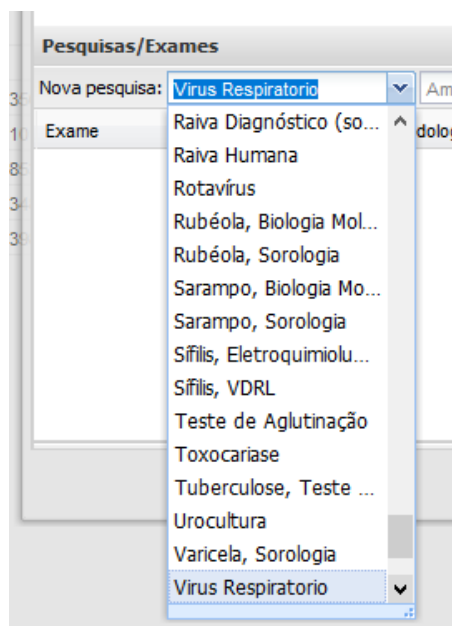 Pesquisas/Exames
Nova pesquisa: Virus Respiratorio Am
Exame
Raiva Diagnóstico (so...
Raiva Humana
Rotavírus
Rubéola, Biologia Mol...
Rubéola, Sorologia
Sarampo, Biologia Mo...
Sarampo, Sorologia
Sífilis, Eletroquimiolu...
Sífilis, VDRL
Teste de Aglutinação
Toxocariase
Tuberculose, Teste ...
Urocultura
Varicela, Sorologia
Virus Respiratorio